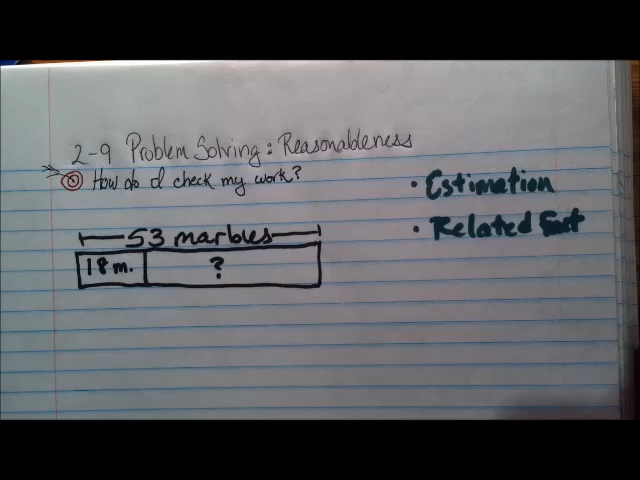 2-9 Problem Solving: Reasonableness
How do I check my work?
• Estimation
• Related Fact
53 marbles
18 m. ?